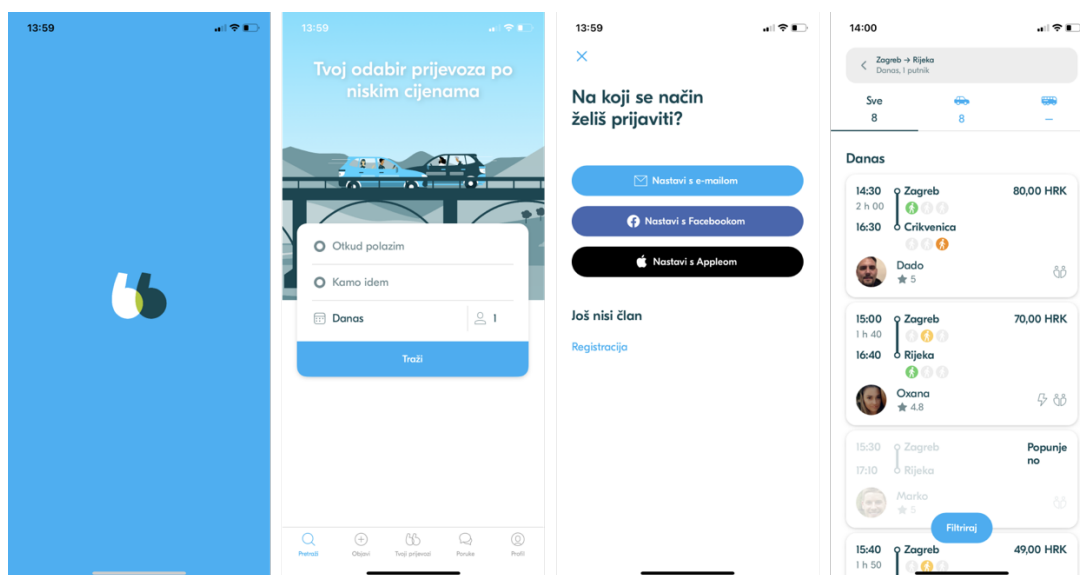 13:59
13:59
Tvoj odabir prijevoza po
niskim cijenama
Otkud polazim
Kamo idem
Danas
1
Traži
Pretraži
Objavi
Tvoji prijevozi
Poruke
Profil
13:59
Na koji se način
želiš prijaviti?
Nastavi s e-mailom
Nastavi s Facebookom
Nastavi s Appleom
Još nisi član
Registracija
14:00
Zagreb → Rijeka
Danas, 1 putnik
Sve
8
8
–
Danas
14:30 Zagreb 80,00 HRK
2 h 00
16:30 Crikvenica
Dado
5
15:00 Zagreb 70,00 HRK
1 h 40
16:40 Rijeka
Oxana
4.8
15:30 Zagreb Popunje
no
17:10 Rijeka
Marko
5
Filtriraj
15:40 Zagreb 49,00 HRK
1 h 50